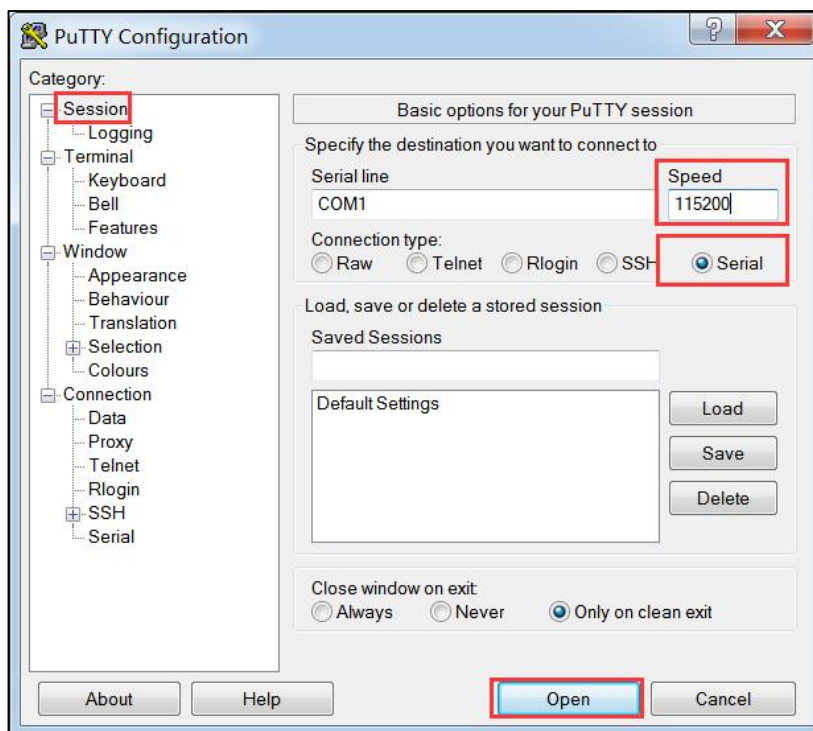 PuTTY Configuration
Category:
Session
Logging
Terminal
Keyboard
Bell
Features
Window
Appearance
Behaviour
Translation
Selection
Colours
Connection
Data
Proxy
Telnet
Rlogin
SSH
Serial
Basic options for your PuTTY session
Specify the destination you want to connect to
Serial line Speed
COM1 115200
Connection type:
Raw Telnet Rlogin SSH Serial
Load, save or delete a stored session
Saved Sessions
Default Settings
Load
Save
Delete
Close window on exit:
Always Never Only on clean exit
About Help Open Cancel